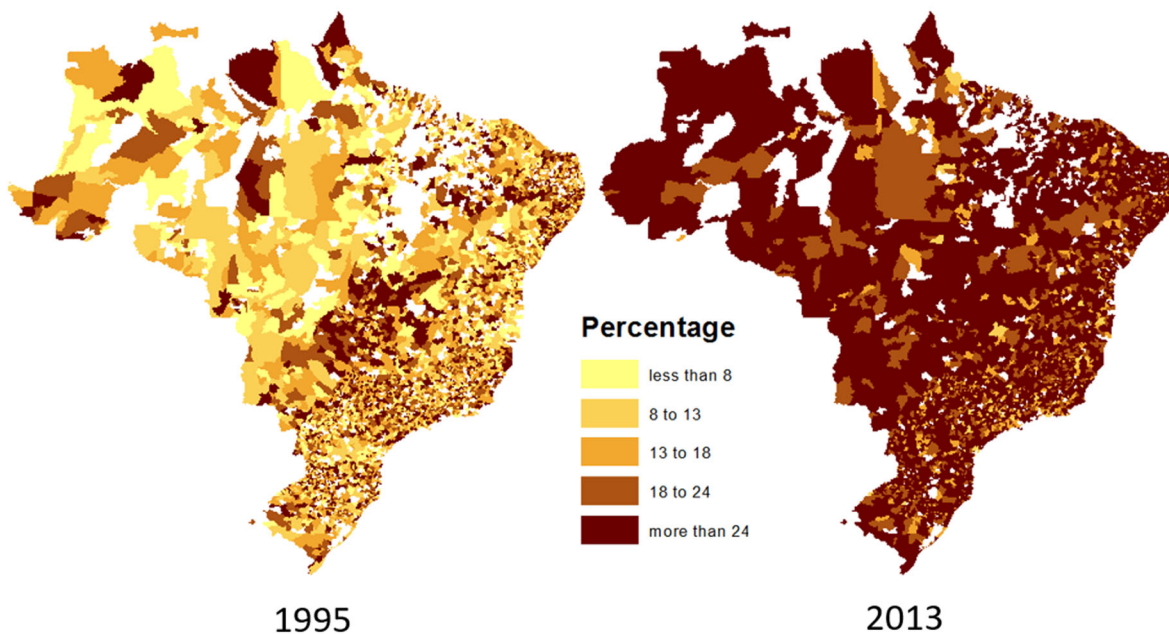 Percentage
less than 8
8 to 13
13 to 18
18 to 24
more than 24
1995
2013